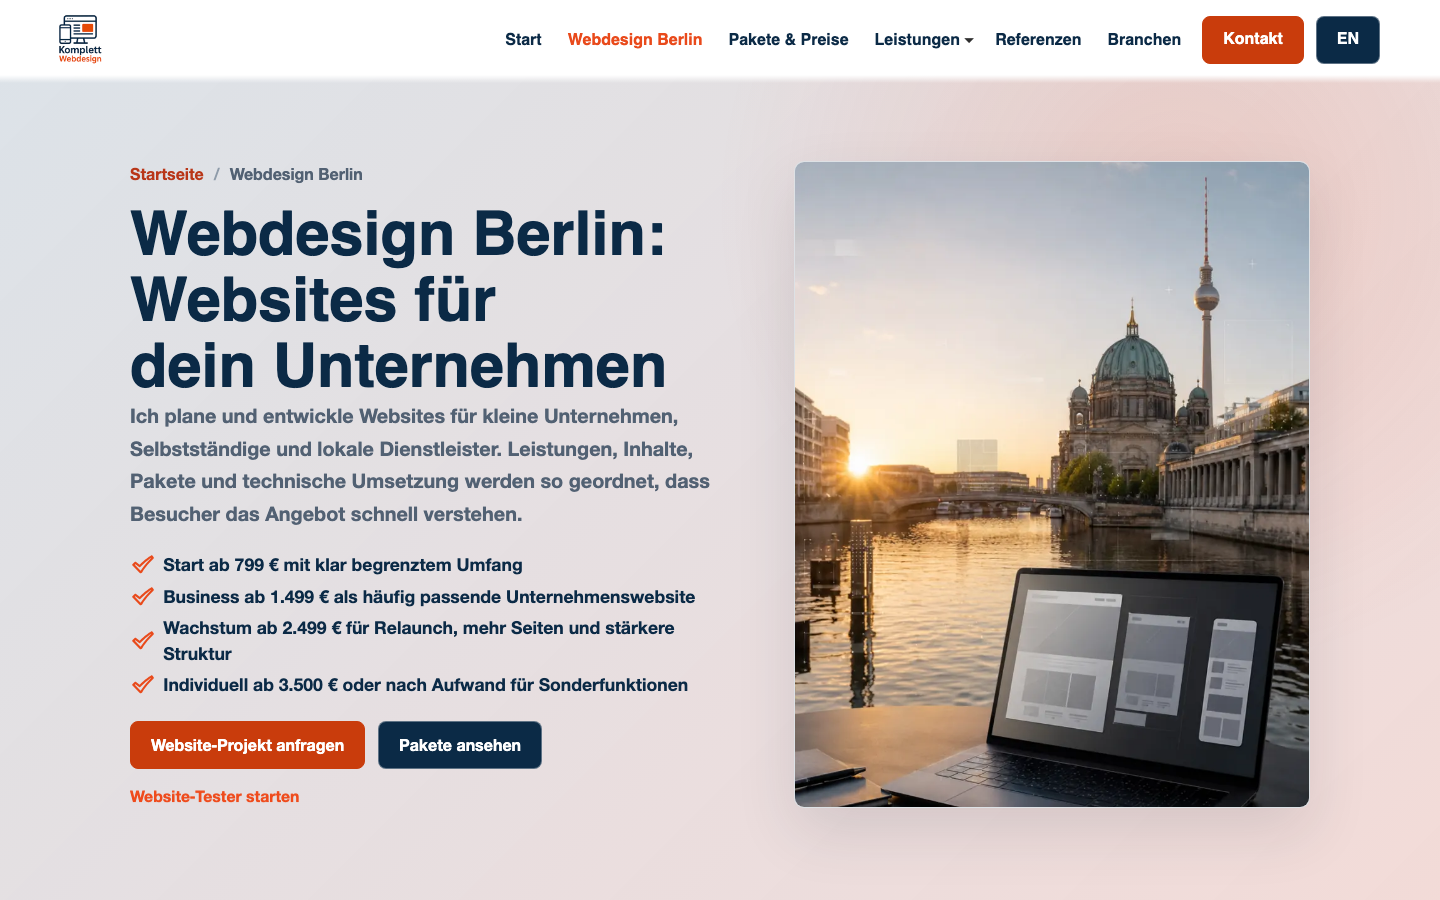 Komplett
Webdesign
Start
Webdesign Berlin
Pakete & Preise
Leistungen
Referenzen
Branchen
Kontakt
EN
Startseite / Webdesign Berlin
Webdesign Berlin:
Websites für
dein Unternehmen
Ich plane und entwickle Websites für kleine Unternehmen,
Selbstständige und lokale Dienstleister. Leistungen, Inhalte,
Pakete und technische Umsetzung werden so geordnet, dass
Besucher das Angebot schnell verstehen.
Start ab 799 € mit klar begrenztem Umfang
Business ab 1.499 € als häufig passende Unternehmenswebsite
Wachstum ab 2.499 € für Relaunch, mehr Seiten und stärkere
Struktur
Individuell ab 3.500 € oder nach Aufwand für Sonderfunktionen
Website-Projekt anfragen
Pakete ansehen
Website-Tester starten